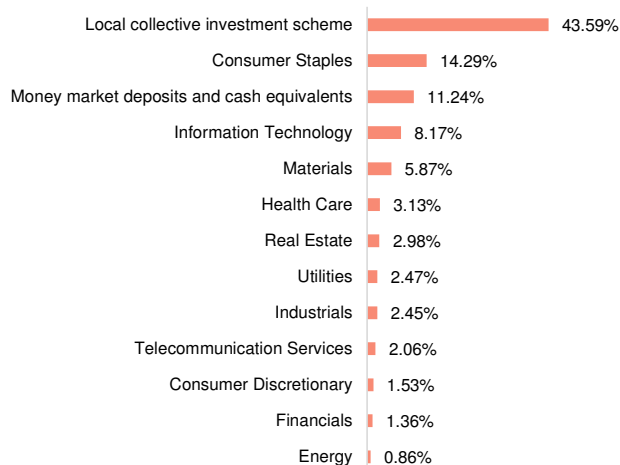 Local collective investment scheme 43.59%
Consumer Staples 14.29%
Money market deposits and cash equivalents 11.24%
Information Technology 8.17%
Materials 5.87%
Health Care 3.13%
Real Estate 2.98%
Utilities 2.47%
Industrials 2.45%
Telecommunication Services 2.06%
Consumer Discretionary 1.53%
Financials 1.36%
Energy 0.86%